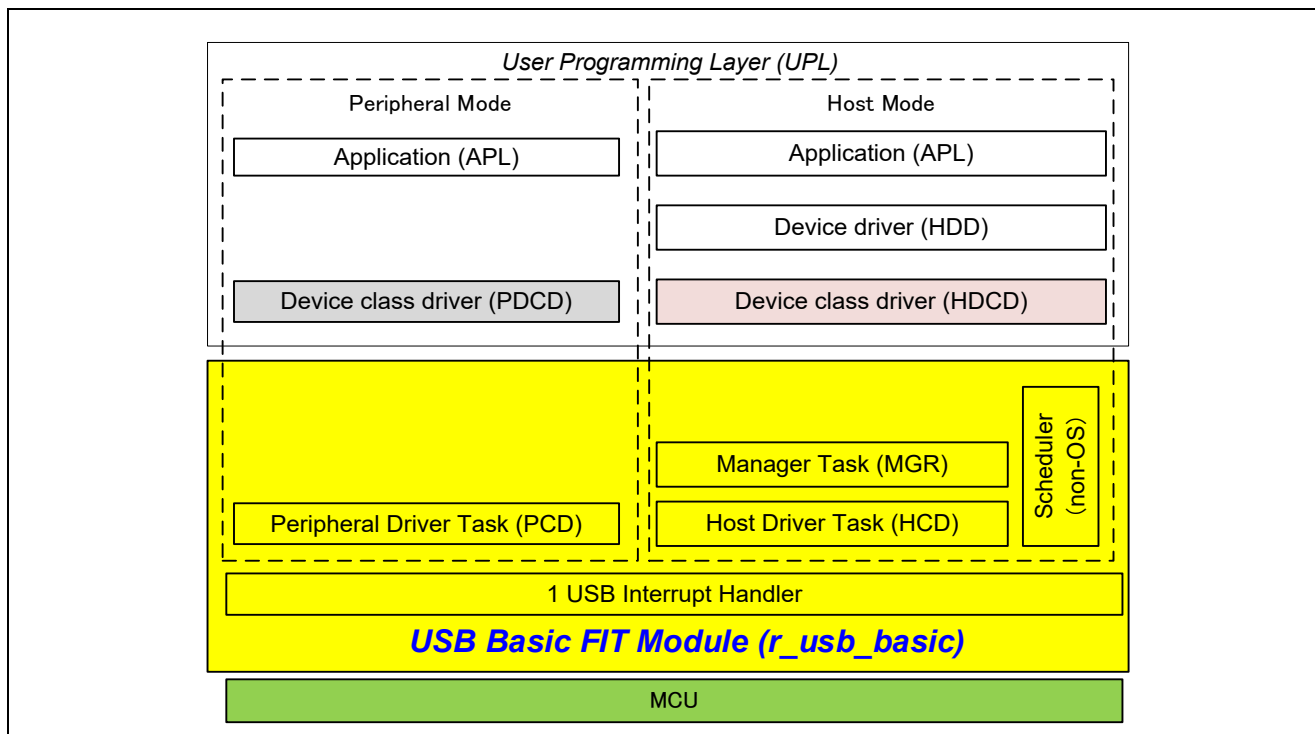 User Programming Layer (UPL)
Peripheral Mode
Host Mode
Application (APL)
Application (APL)
Device driver (HDD)
Device class driver (PDCD)
Device class driver (HDCD)
Scheduler
(non-OS)
Manager Task (MGR)
Peripheral Driver Task (PCD)
Host Driver Task (HCD)
1 USB Interrupt Handler
USB Basic FIT Module (r_usb_basic)
MCU